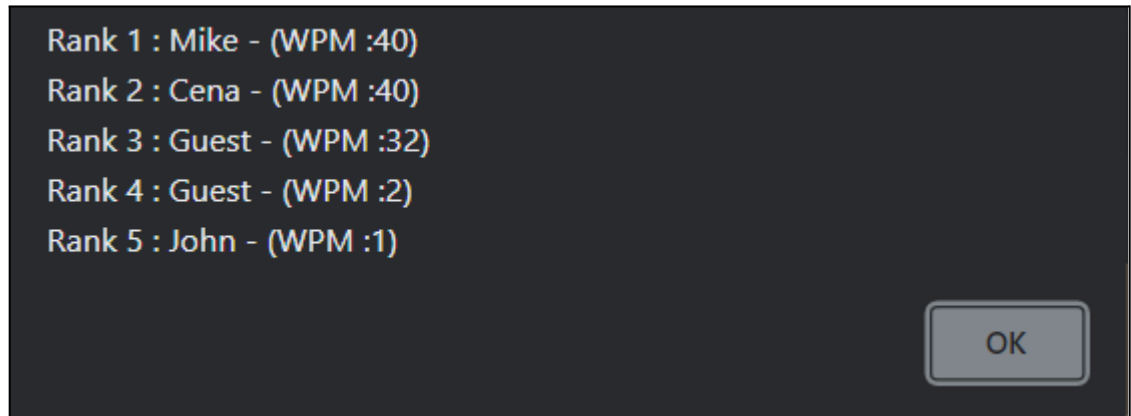 Rank 1 : Mike - (WPM :40)
Rank 2 : Cena - (WPM :40)
Rank 3 : Guest - (WPM :32)
Rank 4 : Guest - (WPM :2)
Rank 5 : John - (WPM :1)
OK